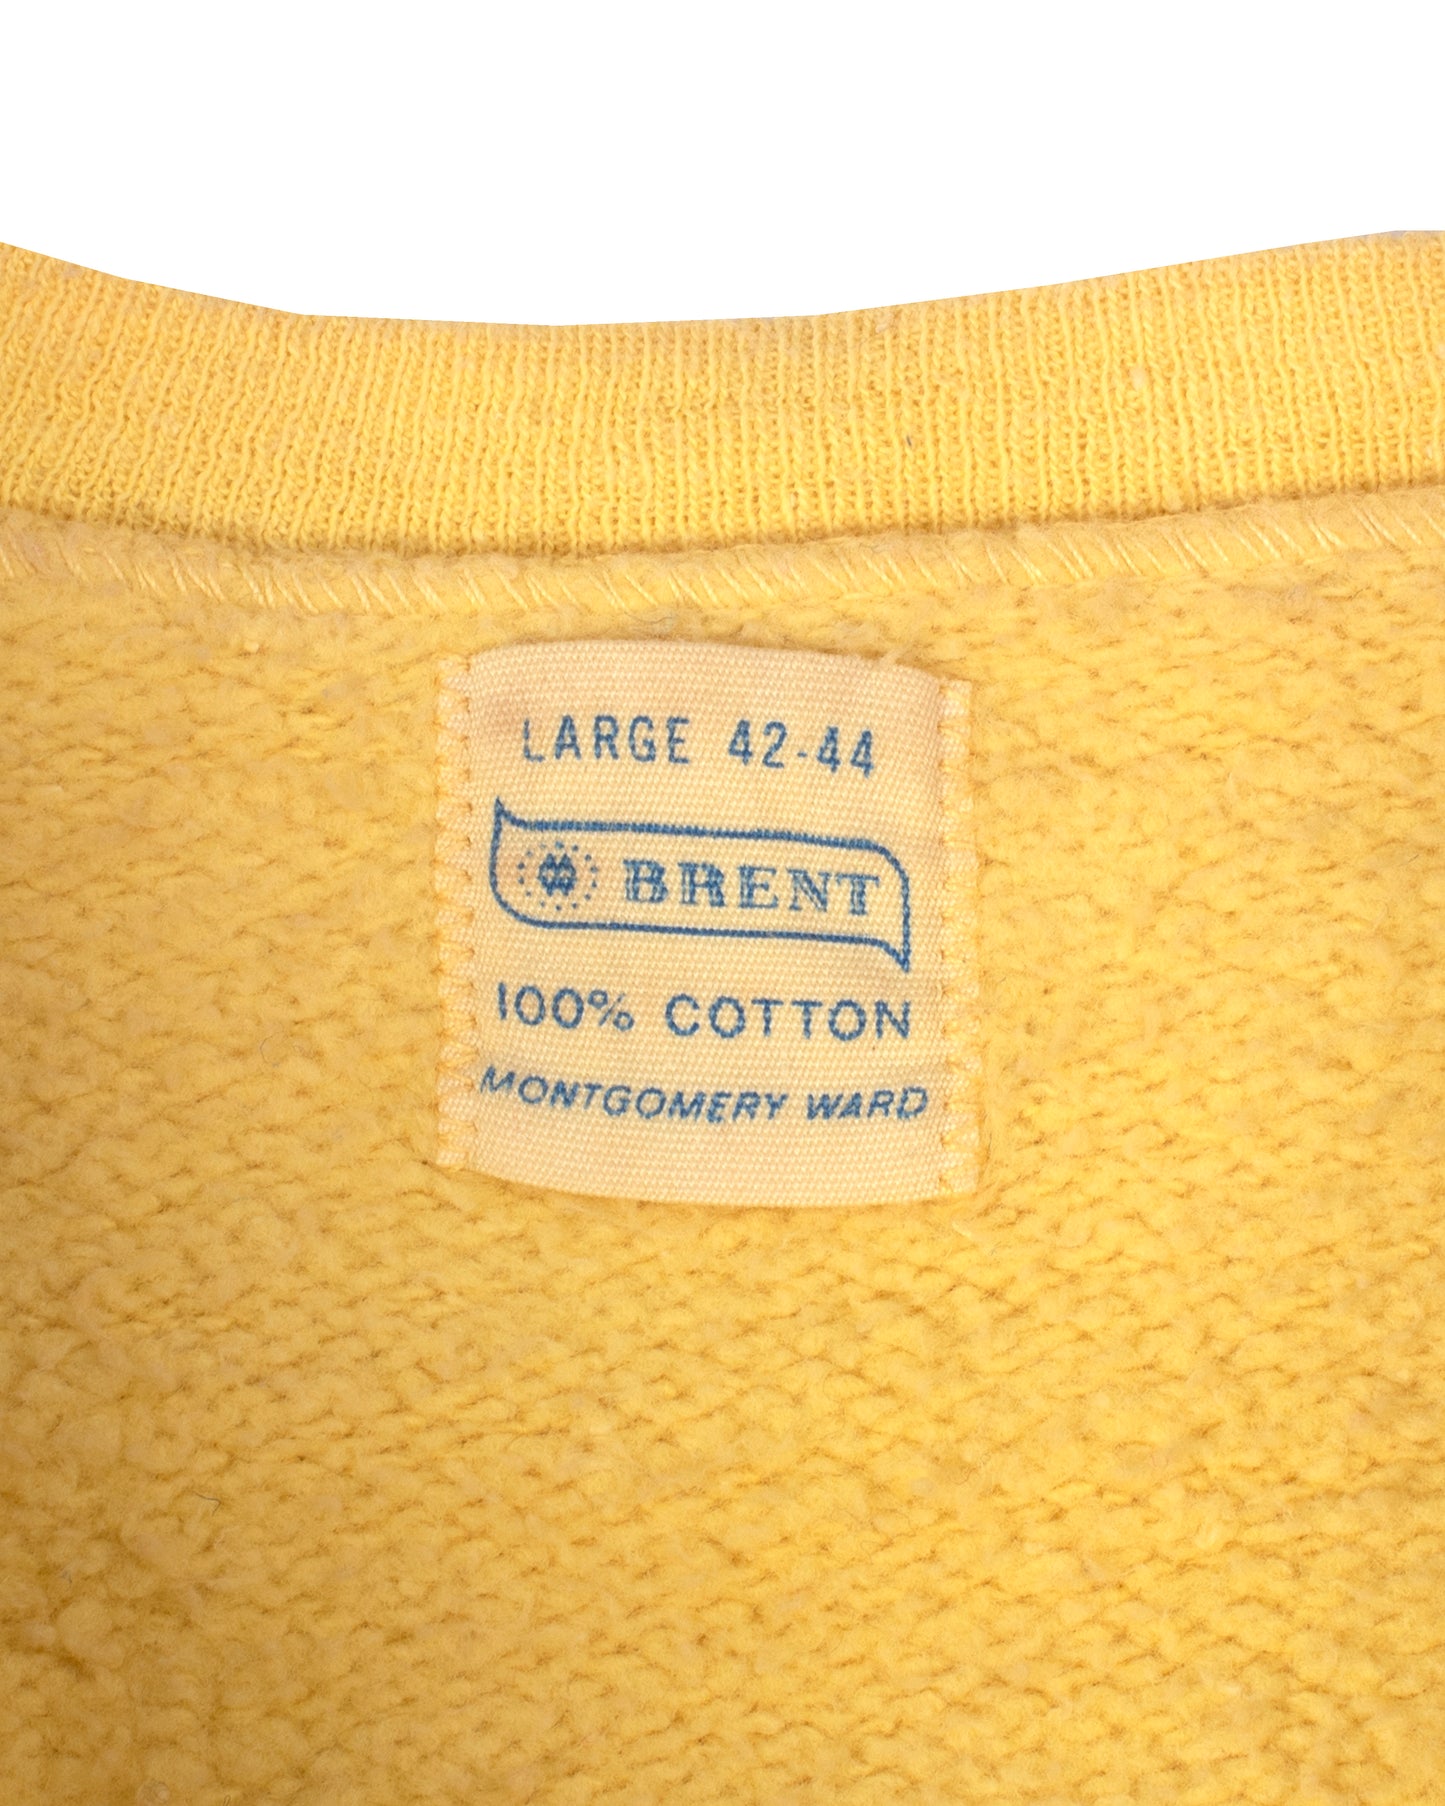 LARGE 42-44
BRENT
100% COTTON
MONTGOMERY WARD